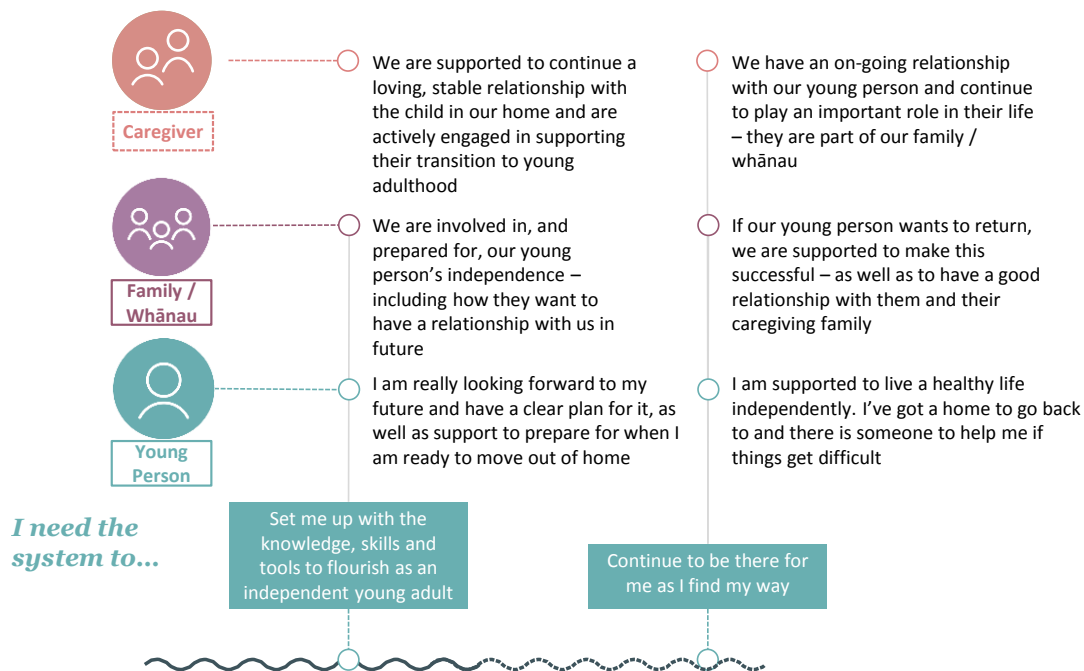 Caregiver
We are supported to continue a
loving, stable relationship with
the child in our home and are
actively engaged in supporting
their transition to young
adulthood
We have an on-going relationship
with our young person and continue
to play an important role in their life
– they are part of our family /
whānau
Family /
Whānau
We are involved in, and
prepared for, our young
person's independence –
including how they want to
have a relationship with us in
future
If our young person wants to return,
we are supported to make this
successful – as well as to have a good
relationship with them and their
caregiving family
Young
Person
I am really looking forward to my
future and have a clear plan for it, as
well as support to prepare for when I
am ready to move out of home
I am supported to live a healthy life
independently. I've got a home to go back
to and there is someone to help me if
things get difficult
I need the
system to...
Set me up with the
knowledge, skills and
tools to flourish as an
independent young adult
Continue to be there for
me as I find my way